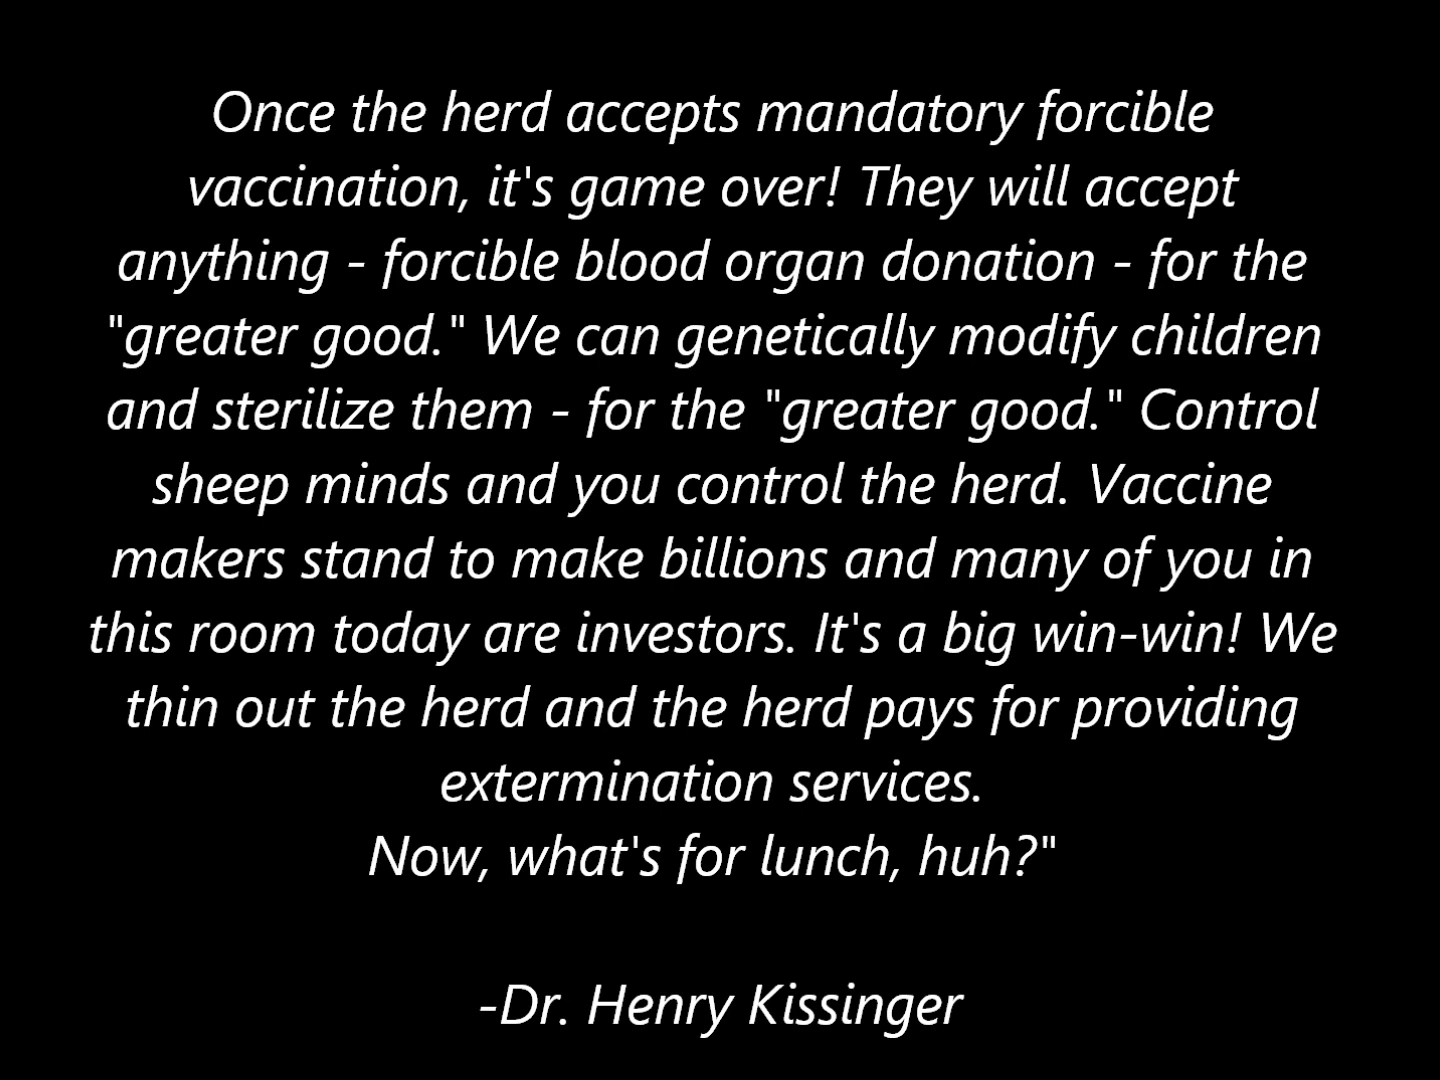 Once the herd accepts mandatory forcible
vaccination, it's game over! They will accept
anything - forcible blood organ donation - for the
"greater good." We can genetically modify children
and sterilize them - for the "greater good." Control
sheep minds and you control the herd. Vaccine
makers stand to make billions and many of you in
this room today are investors. It's a big win-win! We
thin out the herd and the herd pays for providing
extermination services.
Now, what's for lunch, huh?"
-Dr. Henry Kissinger